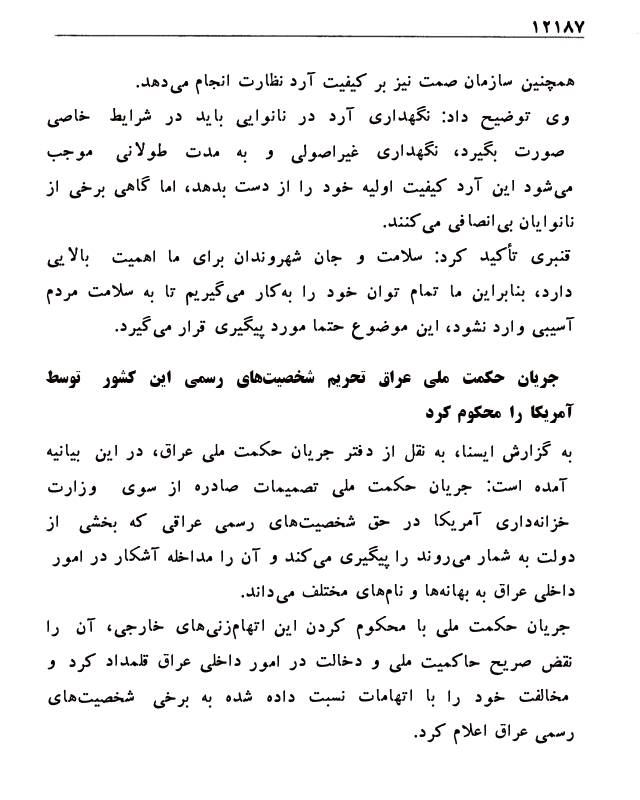 ۱۲۱۸۷
همچنین سازمان صمت نیز بر کیفیت آرد نظارت انجام می‌دهد.
وی توضیح داد: نگهداری آرد در نانوایی باید در شرایط خاصی
صورت بگیرد، نگهداری غیراصولی و به مدت طولانی موجب
می‌شود این آرد کیفیت اولیه خود را از دست بدهد، اما گاهی برخی از
نانوایان بی‌انصافی می‌کنند.
قنبری تأکید کرد: سلامت و جان شهروندان برای ما اهمیت بالایی
دارد، بنابراین ما تمام توان خود را به‌کار می‌گیریم تا به سلامت مردم
آسیبی وارد نشود، این موضوع حتما مورد پیگیری قرار می‌گیرد.
جریان حکمت ملی عراق تحریم شخصیت‌های رسمی این کشور توسط
آمریکا را محکوم کرد
به گزارش ایسنا، به نقل از دفتر جریان حکمت ملی عراق، در این بیانیه
آمده است: جریان حکمت ملی تصمیمات صادره از سوی وزارت
خزانه‌داری آمریکا در حق شخصیت‌های رسمی عراقی که بخشی از
دولت به شمار می‌روند را پیگیری می‌کند و آن را مداخله آشکار در امور
داخلی عراق به بهانه‌ها و نام‌های مختلف می‌داند.
جریان حکمت ملی با محکوم کردن این اتهام‌زنی‌های خارجی، آن را
نقض صریح حاکمیت ملی و دخالت در امور داخلی عراق قلمداد کرد و
مخالفت خود را با اتهامات نسبت داده شده به برخی شخصیت‌های
رسمی عراق اعلام کرد.